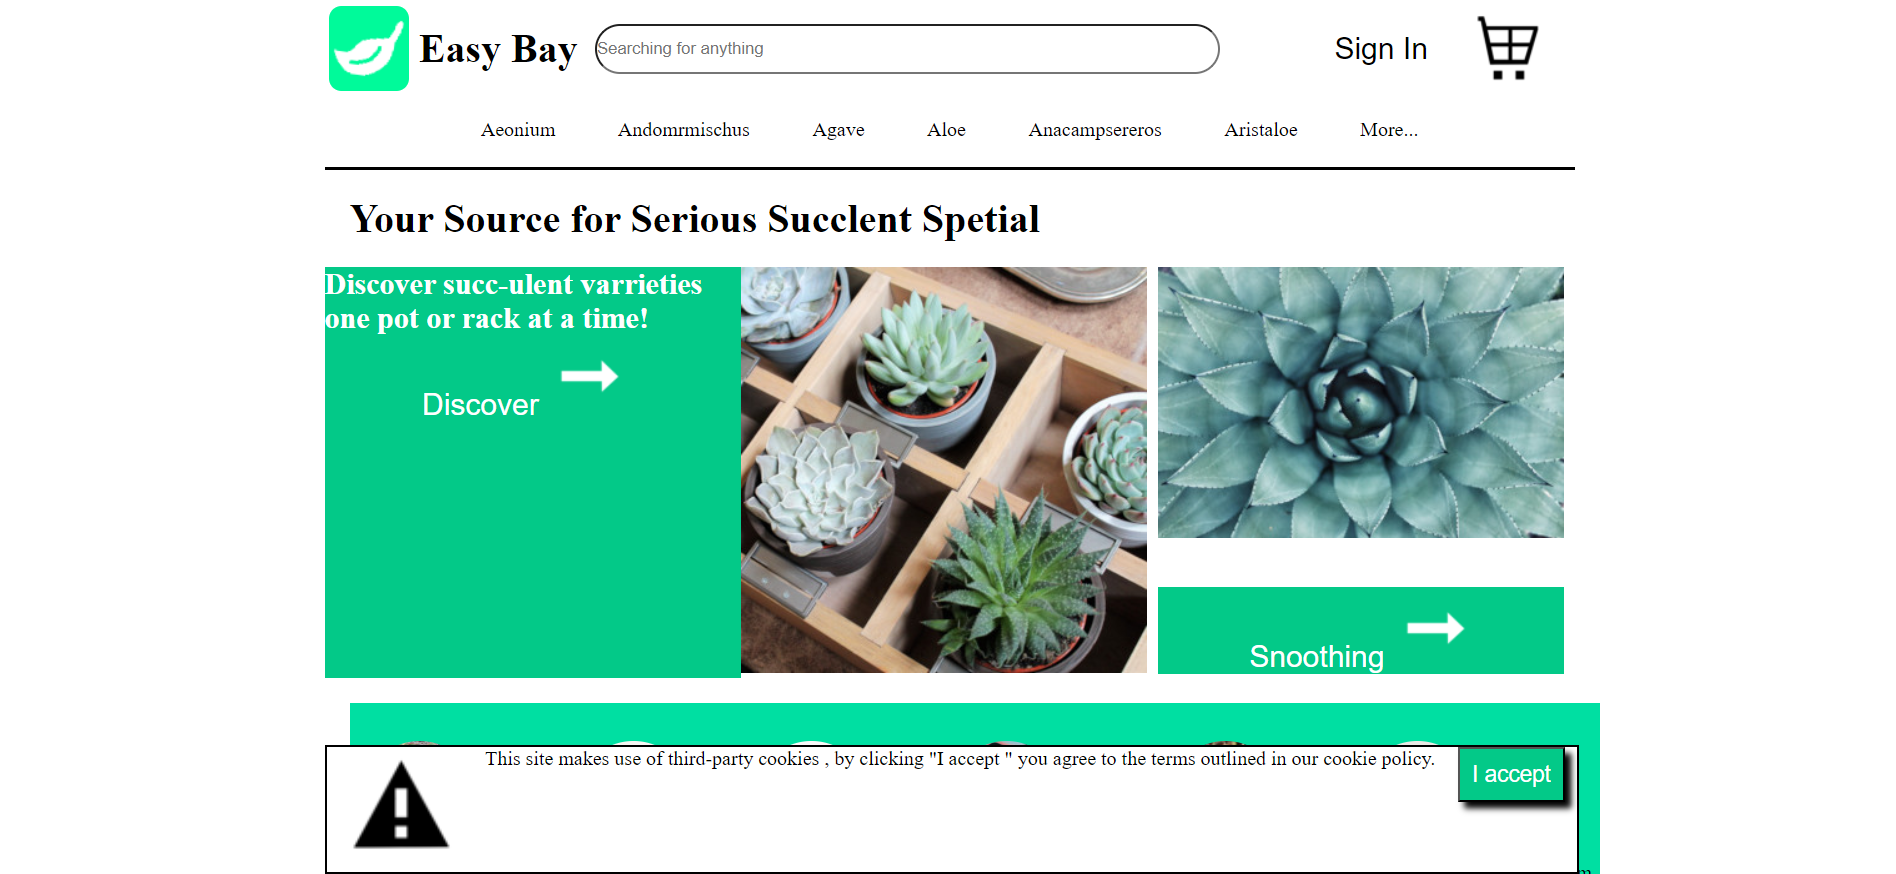 Easy Bay
Searching for anything
Sign In
Aeonium Andomrmischus Agave Aloe Anacampsereros Aristaloe More...
Your Source for Serious Succlent Spetial
Discover succ-ulent varrieties
one pot or rack at a time!
Discover
Snoothing
This site makes use of third-party cookies , by clicking "I accept " you agree to the terms outlined in our cookie policy.
I accept